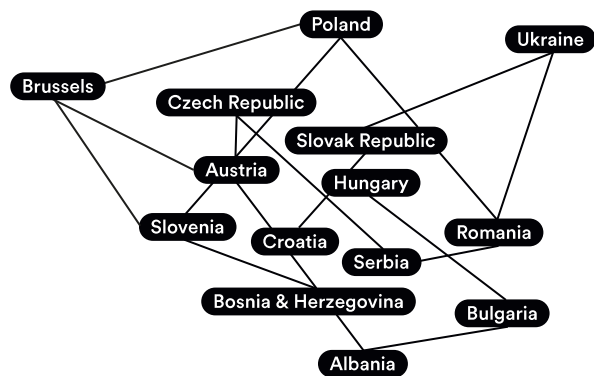 Poland
Ukraine
Brussels
Czech Republic
Slovak Republic
Austria
Hungary
Slovenia
Croatia
Romania
Serbia
Bosnia & Herzegovina
Bulgaria
Albania